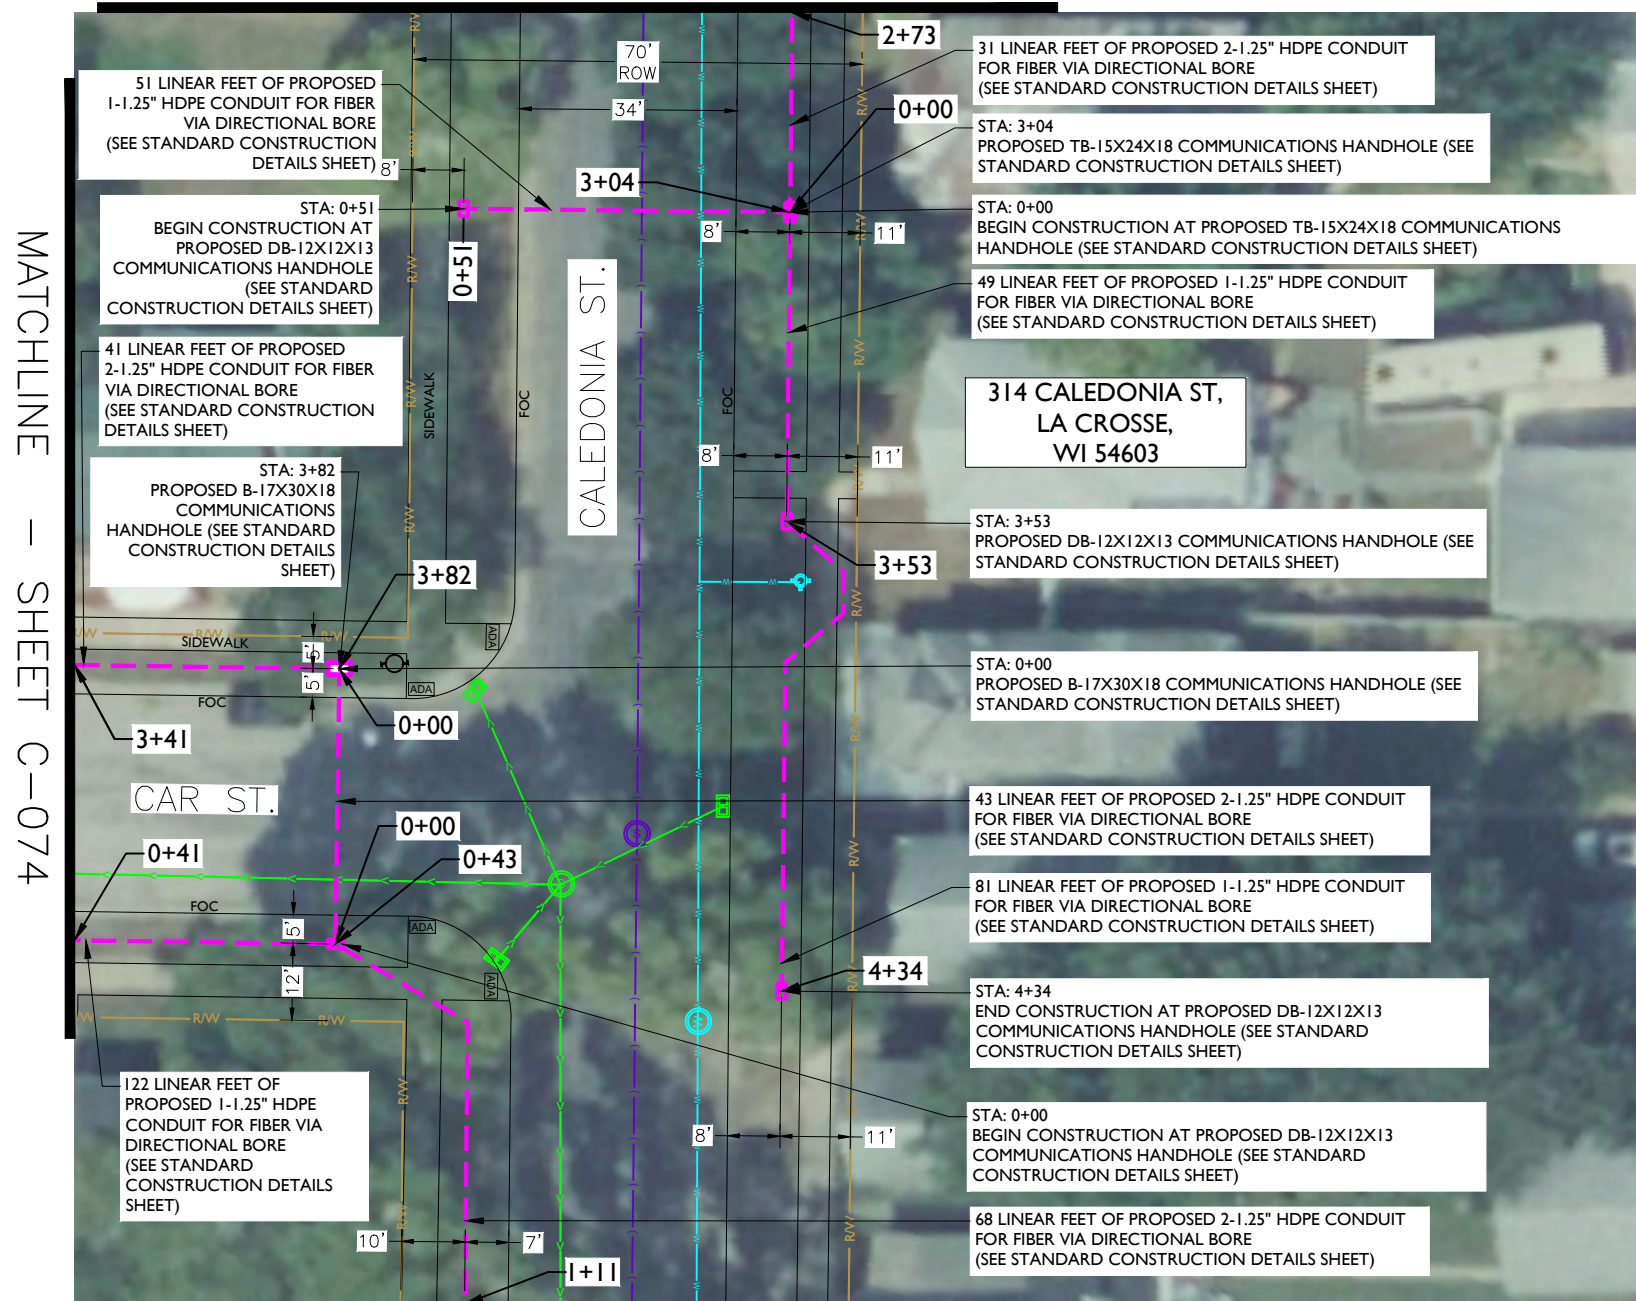 2+73
70'
ROW
34'
51 LINEAR FEET OF PROPOSED
1-1.25" HDPE CONDUIT FOR FIBER
VIA DIRECTIONAL BORE
(SEE STANDARD CONSTRUCTION
DETAILS SHEET)
8'
31 LINEAR FEET OF PROPOSED 2-1.25" HDPE CONDUIT
FOR FIBER VIA DIRECTIONAL BORE
(SEE STANDARD CONSTRUCTION DETAILS SHEET)
0+00
STA: 3+04
PROPOSED TB-15X24X18 COMMUNICATIONS HANDHOLE (SEE
STANDARD CONSTRUCTION DETAILS SHEET)
3+04
STA: 0+51
BEGIN CONSTRUCTION AT
PROPOSED DB-12X12X13
COMMUNICATIONS HANDHOLE
(SEE STANDARD
CONSTRUCTION DETAILS SHEET)
0+51
8'
11'
STA: 0+00
BEGIN CONSTRUCTION AT PROPOSED TB-15X24X18 COMMUNICATIONS
HANDHOLE (SEE STANDARD CONSTRUCTION DETAILS SHEET)
49 LINEAR FEET OF PROPOSED 1-1.25" HDPE CONDUIT
FOR FIBER VIA DIRECTIONAL BORE
(SEE STANDARD CONSTRUCTION DETAILS SHEET)
MATCHLINE - SHEET C-074
CALEDONIA ST.
41 LINEAR FEET OF PROPOSED
2-1.25" HDPE CONDUIT FOR FIBER
VIA DIRECTIONAL BORE
(SEE STANDARD CONSTRUCTION
DETAILS SHEET)
SIDEWALK
FOC
FOC
314 CALEDONIA ST,
LA CROSSE,
WI 54603
8'
11'
STA: 3+82
PROPOSED B-17X30X18
COMMUNICATIONS
HANDHOLE (SEE STANDARD
CONSTRUCTION DETAILS
SHEET)
3+82
STA: 3+53
PROPOSED DB-12X12X13 COMMUNICATIONS HANDHOLE (SEE
STANDARD CONSTRUCTION DETAILS SHEET)
3+53
SIDEWALK
5'
5'
ADA
ADA
FOC
STA: 0+00
PROPOSED B-17X30X18 COMMUNICATIONS HANDHOLE (SEE
STANDARD CONSTRUCTION DETAILS SHEET)
3+41
0+00
CAR ST.
43 LINEAR FEET OF PROPOSED 2-1.25" HDPE CONDUIT
FOR FIBER VIA DIRECTIONAL BORE
(SEE STANDARD CONSTRUCTION DETAILS SHEET)
0+00
0+41
0+43
S
81 LINEAR FEET OF PROPOSED 1-1.25" HDPE CONDUIT
FOR FIBER VIA DIRECTIONAL BORE
(SEE STANDARD CONSTRUCTION DETAILS SHEET)
FOC
5'
12'
ADA
ADA
4+34
STA: 4+34
END CONSTRUCTION AT PROPOSED DB-12X12X13
COMMUNICATIONS HANDHOLE (SEE STANDARD
CONSTRUCTION DETAILS SHEET)
W
122 LINEAR FEET OF
PROPOSED 1-1.25" HDPE
CONDUIT FOR FIBER VIA
DIRECTIONAL BORE
(SEE STANDARD
CONSTRUCTION DETAILS
SHEET)
8'
11'
STA: 0+00
BEGIN CONSTRUCTION AT PROPOSED DB-12X12X13
COMMUNICATIONS HANDHOLE (SEE STANDARD
CONSTRUCTION DETAILS SHEET)
68 LINEAR FEET OF PROPOSED 2-1.25" HDPE CONDUIT
FOR FIBER VIA DIRECTIONAL BORE
(SEE STANDARD CONSTRUCTION DETAILS SHEET)
10'
7'
1+11
R/W
R/W
R/W
R/W
R/W
R/W
R/W
R/W
R/W
R/W
R/W
R/W